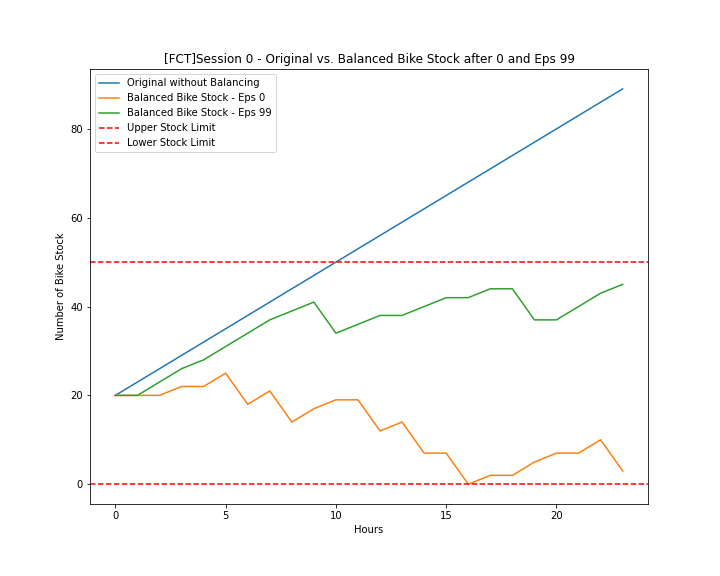 [FCT]Session 0 - Original vs. Balanced Bike Stock after 0 and Eps 99
Original without Balancing
Balanced Bike Stock - Eps 0
Balanced Bike Stock - Eps 99
Upper Stock Limit
Lower Stock Limit
Number of Bike Stock
80
60
40
20
0
0 5 10 15 20
Hours